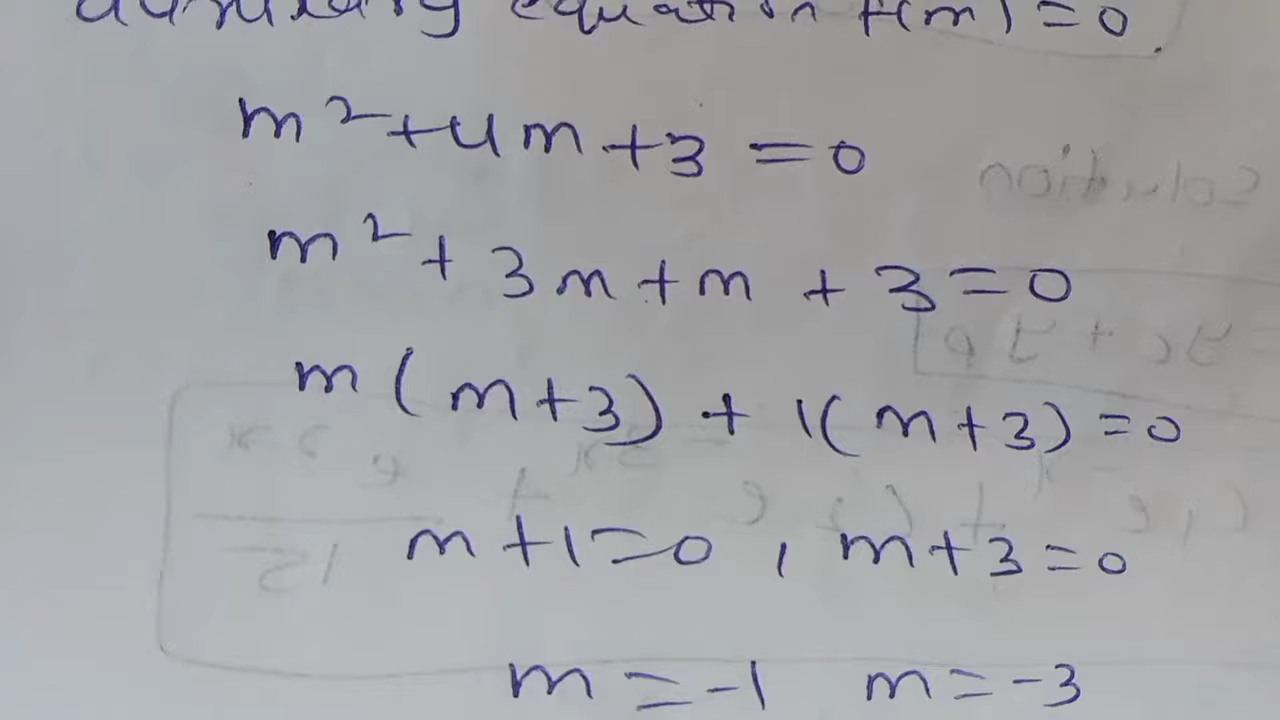 auxiliary equation f(m) = 0
m² + 4m + 3 = 0
m² + 3m + m + 3 = 0
m(m+3) + 1(m+3) = 0
m+1=0, m+3=0
m = -1 m = -3